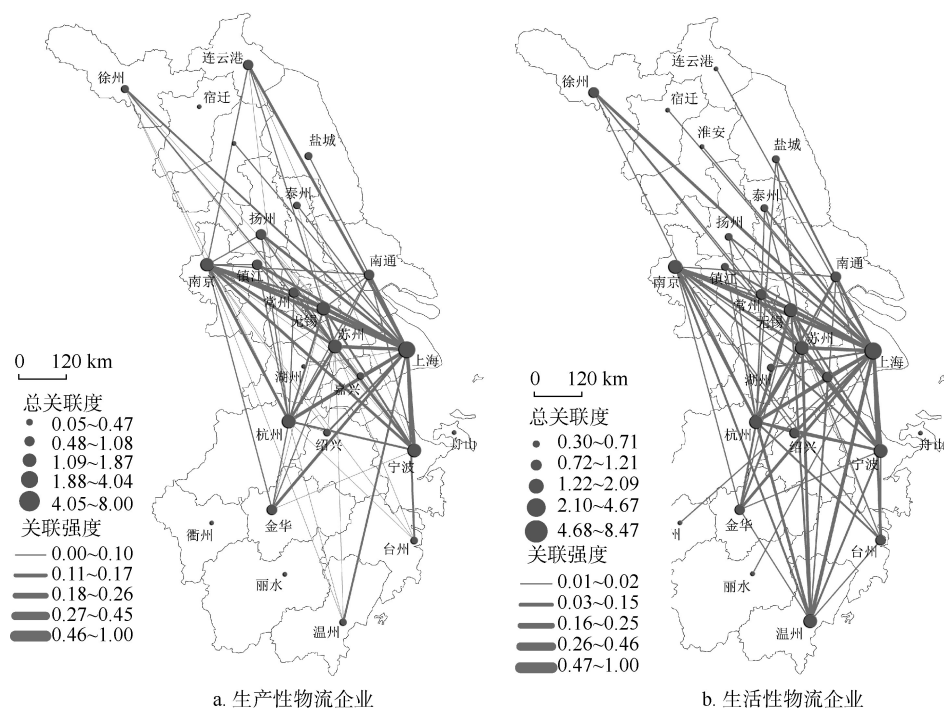 连云港
徐州
宿迁
盐城
泰州
扬州
南京
镇江
南通
常州
无锡
苏州
上海
湖州
嘉兴
杭州
绍兴
宁波
舟山
金华
衢州
台州
丽水
温州
0 120 km
总关联度
0.05~0.47
0.48~1.08
1.09~1.87
1.88~4.04
4.05~8.00
关联强度
0.00~0.10
0.11~0.17
0.18~0.26
0.27~0.45
0.46~1.00
a. 生产性物流企业
连云港
徐州
宿迁
淮安
盐城
泰州
扬州
南京
镇江
南通
常州
无锡
苏州
上海
湖州
杭州
绍兴
宁波
舟山
金华
州
台州
丽水
温州
0 120 km
总关联度
0.30~0.71
0.72~1.21
1.22~2.09
2.10~4.67
4.68~8.47
关联强度
0.01~0.02
0.03~0.15
0.16~0.25
0.26~0.46
0.47~1.00
b. 生活性物流企业